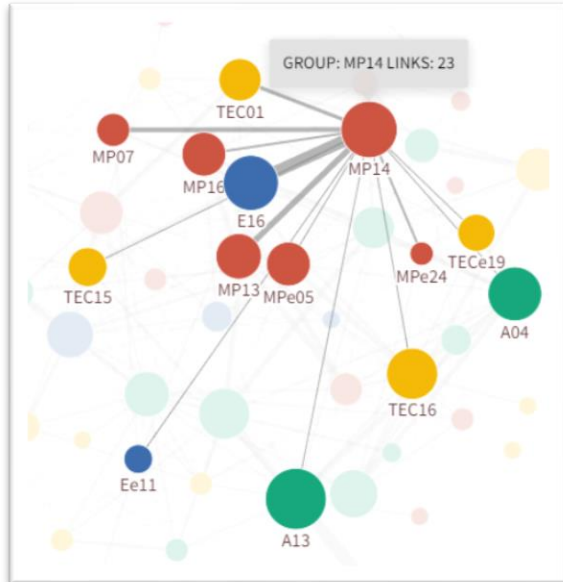 GROUP: MP14 LINKS: 23
TEC01
MP07
MP14
MP16
E16
TECe19
MPe24
MP13
MPe05
TEC15
A04
TEC16
Ee11
A13